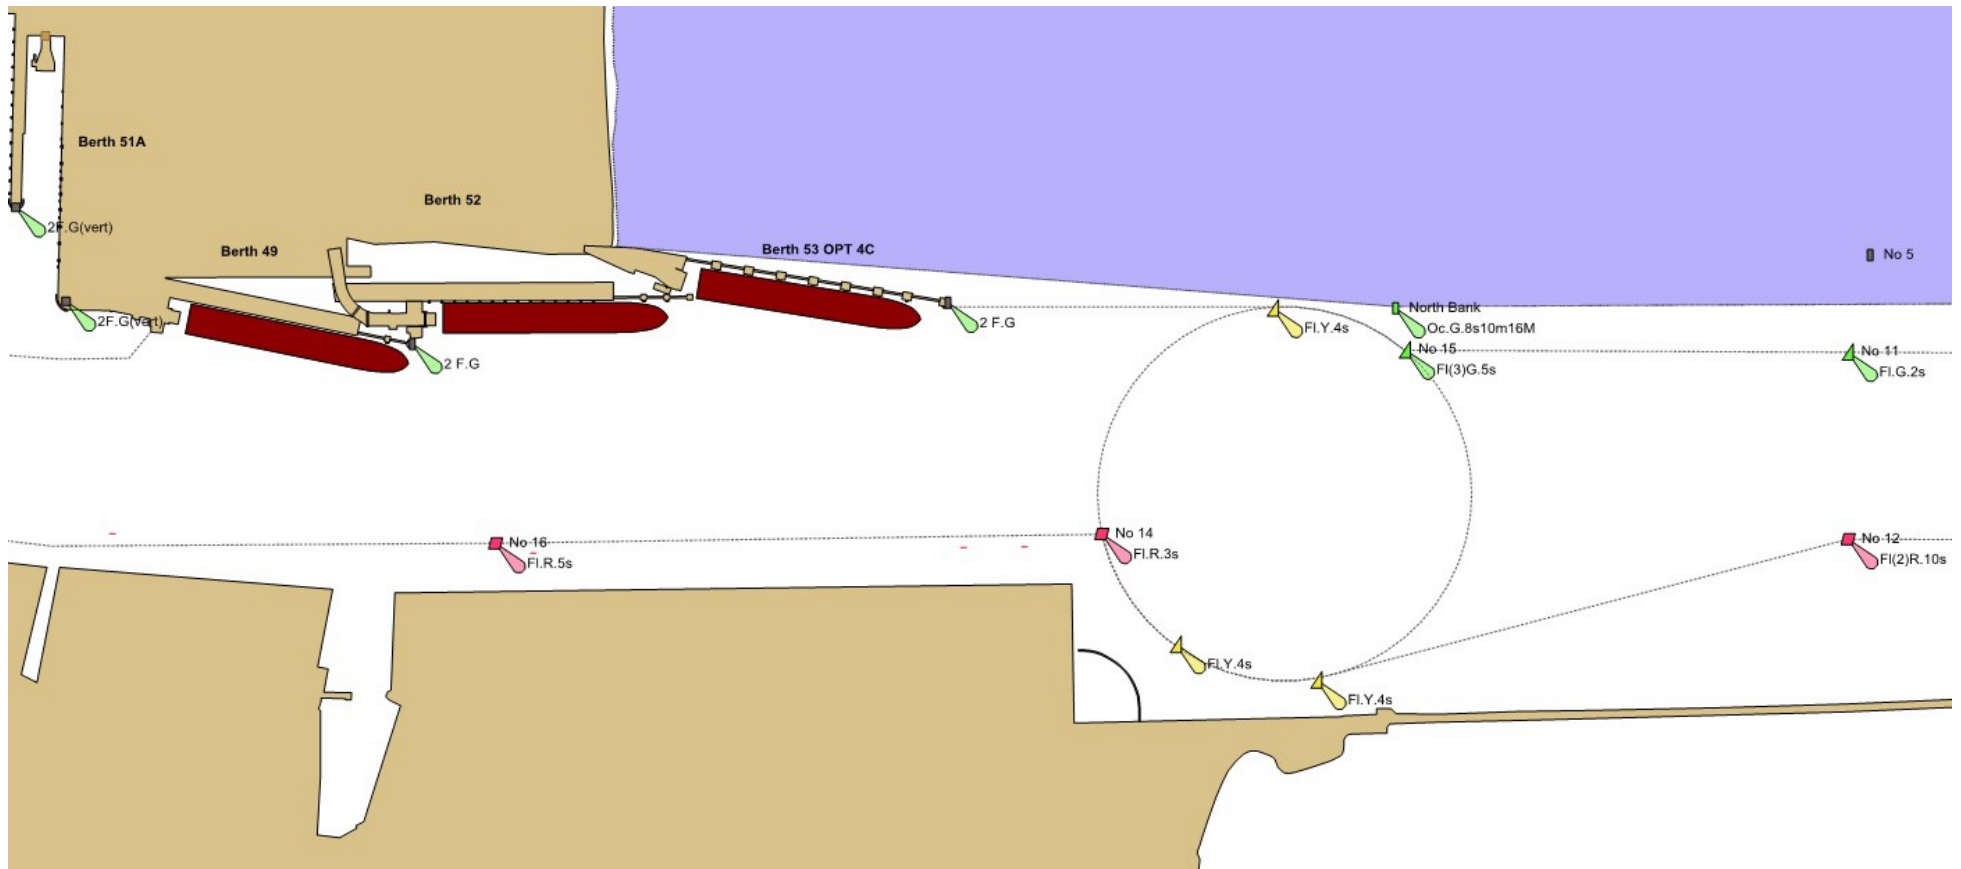 Berth 51A
Berth 52
2F.G(vert)
Berth 49
Berth 53 OPT 4C
No 5
2F.G(vert)
2 F.G
North Bank
Fl.Y.4s
Oc.G.8s10m16M
No 15
No 11
2 F.G
Fl(3)G.5s
Fl.G.2s
No 16
No 14
No 12
Fl.R.5s
Fl.R.3s
Fl(2)R.10s
Fl.Y.4s
Fl.Y.4s